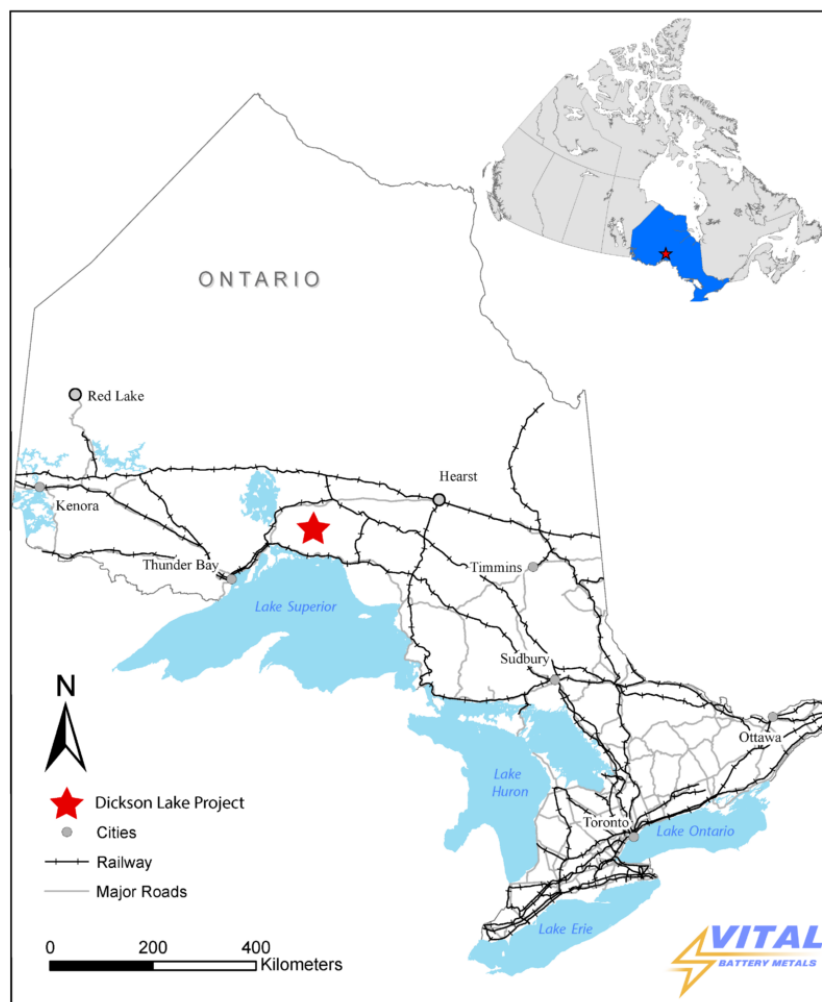 ONTARIO
Red Lake
Hearst
Kenora
Thunder Bay
Timmins
Lake Superior
Sudbury
N
Ottawa
Lake
Huron
Dickson Lake Project
Toronto
Lake Ontario
Cities
Railway
Major Roads
Lake Erie
VITAL
BATTERY METALS
0 200 400
Kilometers